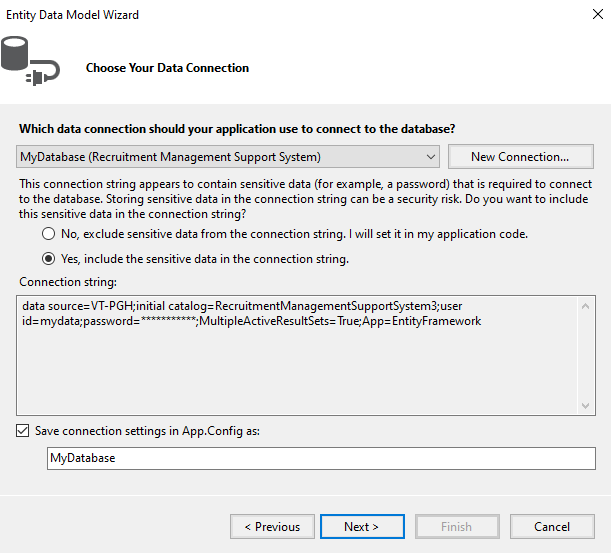 Entity Data Model Wizard
Choose Your Data Connection
Which data connection should your application use to connect to the database?
MyDatabase (Recruitment Management Support System)
New Connection...
This connection string appears to contain sensitive data (for example, a password) that is required to connect
to the database. Storing sensitive data in the connection string can be a security risk. Do you want to include
this sensitive data in the connection string?
No, exclude sensitive data from the connection string. I will set it in my application code.
Yes, include the sensitive data in the connection string.
Connection string:
data source=VT-PGH;initial catalog=RecruitmentManagementSupportSystem3;user
id=mydata;password=***********;MultipleActiveResultSets=True;App=EntityFramework
Save connection settings in App.Config as:
MyDatabase
< Previous
Next >
Finish
Cancel